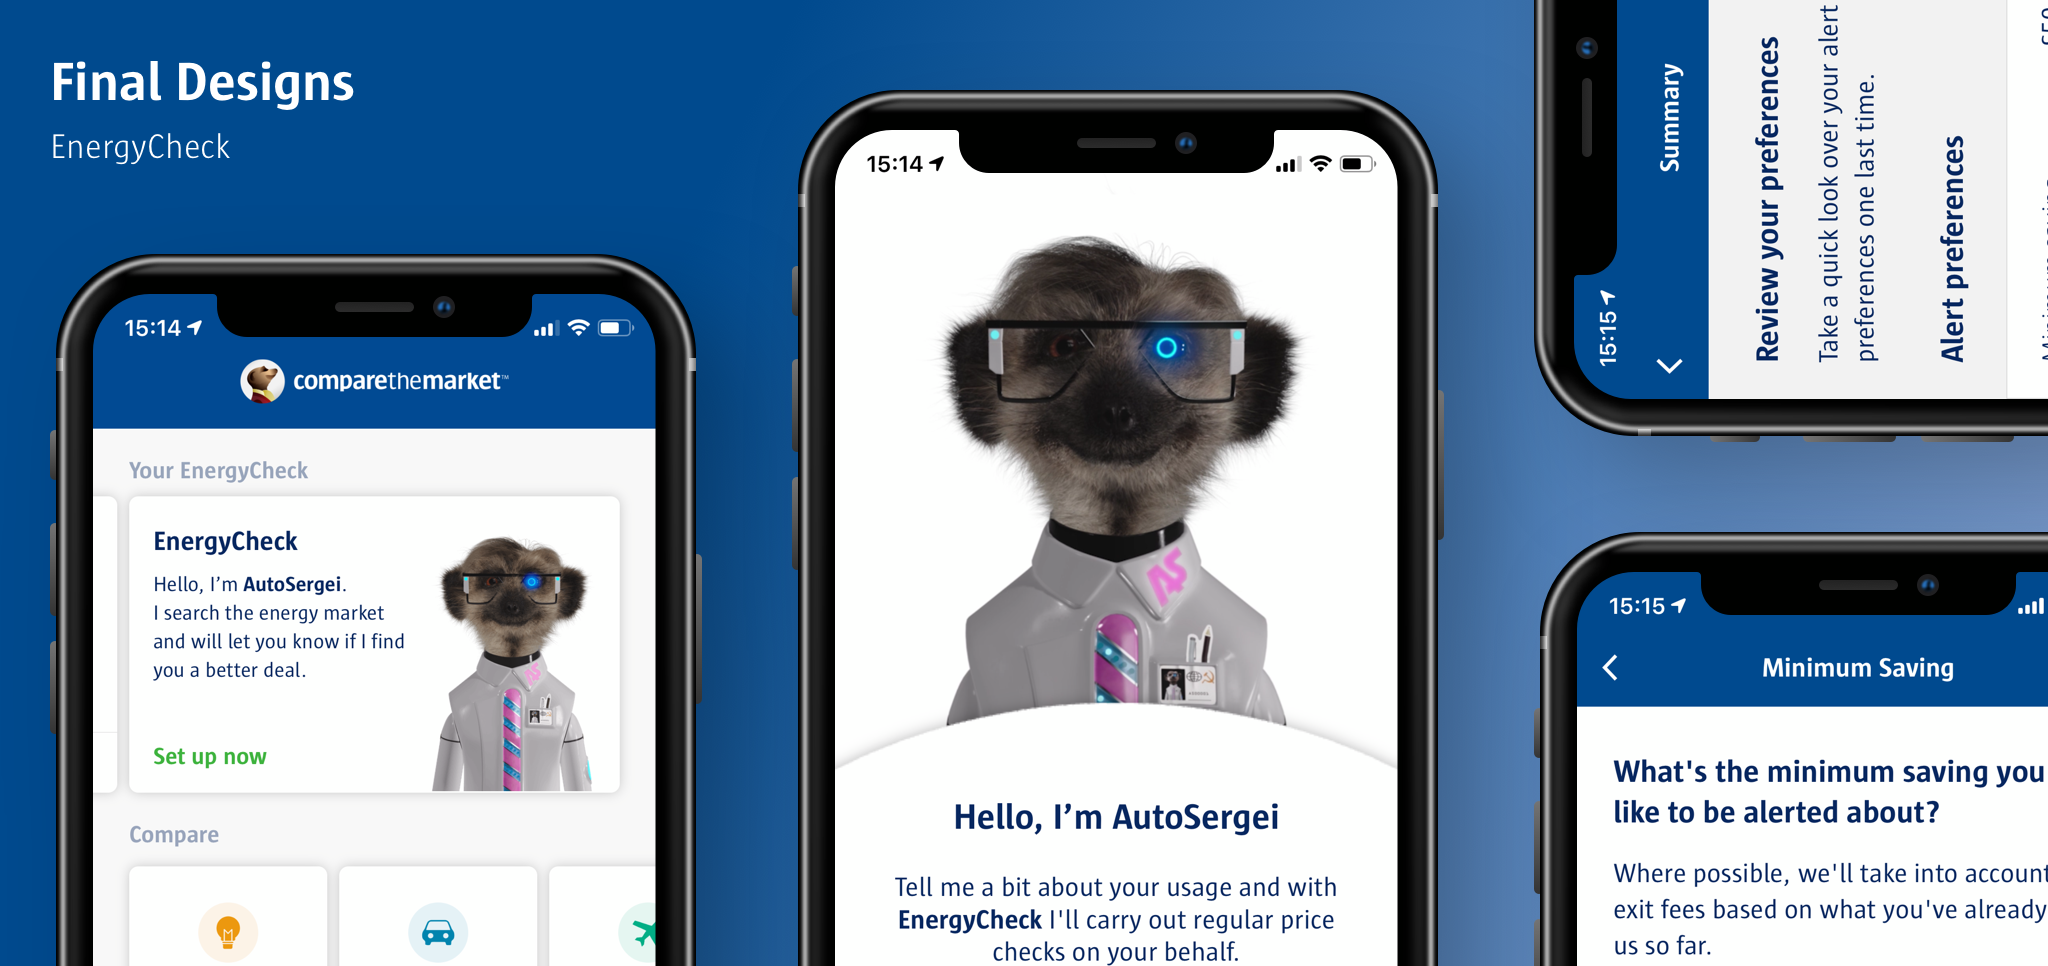 Final Designs
EnergyCheck
15:14
comparethemarket™
Your EnergyCheck
EnergyCheck
Hello, I’m AutoSergei.
I search the energy market
and will let you know if I find
you a better deal.
Set up now
Compare
15:14
AS
Hello, I’m AutoSergei
Tell me a bit about your usage and with
EnergyCheck I'll carry out regular price
checks on your behalf.
15:15
Summary
Review your preferences
Take a quick look over your alert
preferences one last time.
Alert preferences
15:15
Minimum Saving
What's the minimum saving you
like to be alerted about?
Where possible, we'll take into account
exit fees based on what you've already
us so far.